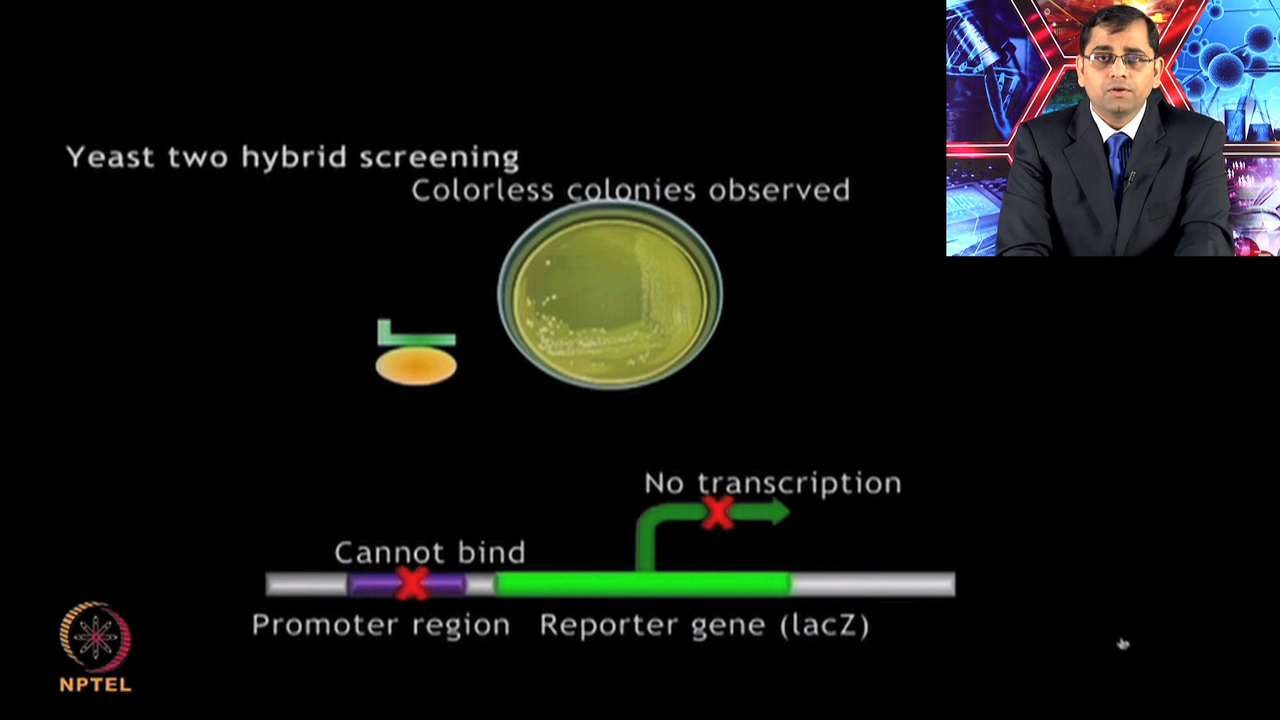 Yeast two hybrid screening
Colorless colonies observed
No transcription
Cannot bind
Promoter region
Reporter gene (lacZ)
NPTEL